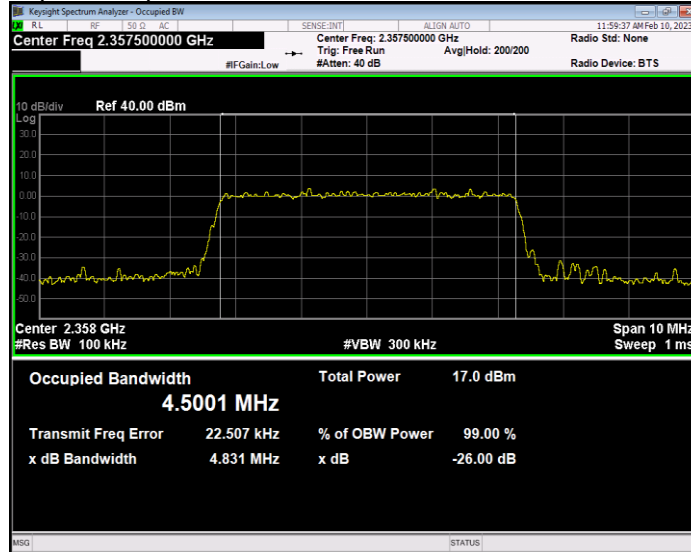 Keysight Spectrum Analyzer - Occupied BW
RL RF 50 Ω AC SENSE:INT ALIGN AUTO 11:59:37 AM Feb 10, 2023
Center Freq 2.357500000 GHz Center Freq: 2.357500000 GHz Radio Std: None
Trig: Free Run Avg|Hold: 200/200
#IFGain:Low #Atten: 40 dB Radio Device: BTS
10 dB/div Ref 40.00 dBm
Log
30.0
20.0
10.0
0.00
-10.0
-20.0
-30.0
-40.0
-50.0
Center 2.358 GHz Span 10 MHz
#Res BW 100 kHz #VBW 300 kHz Sweep 1 ms
Occupied Bandwidth Total Power 17.0 dBm
4.5001 MHz
Transmit Freq Error 22.507 kHz % of OBW Power 99.00 %
x dB Bandwidth 4.831 MHz x dB -26.00 dB
MSG STATUS